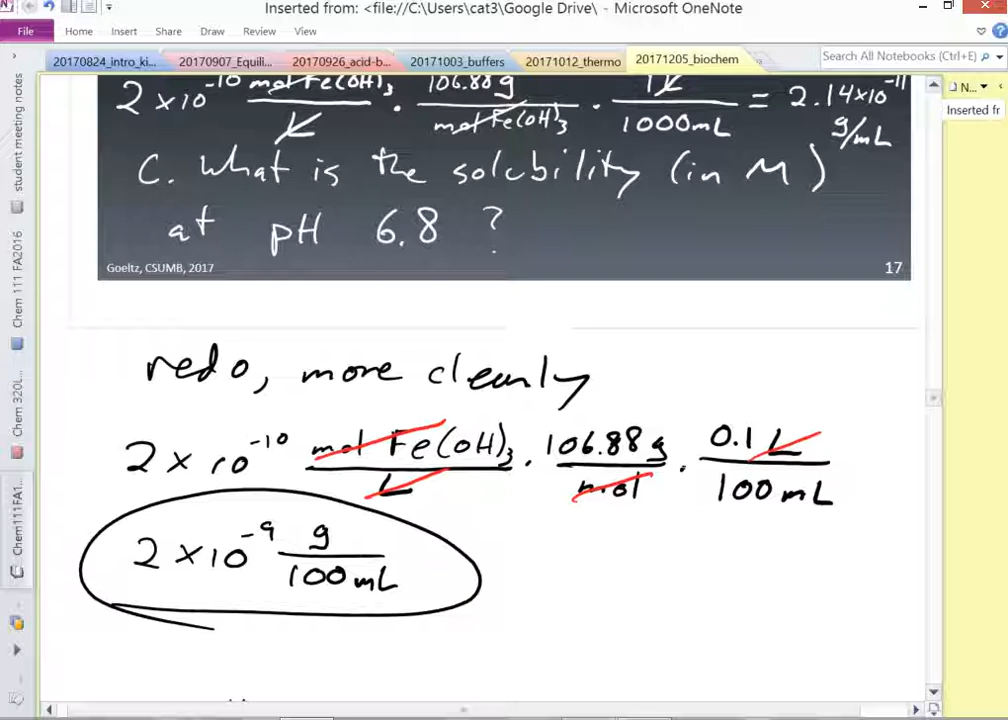 Inserted from: <file://C:\Users\cat3\Google Drive\ - Microsoft OneNote
File Home Insert Share Draw Review View
20170824_intro_ki... 20170907_Equili... 20170926_acid-b... 20171003_buffers 20171012_thermo 20171205_biochem Search All Notebooks (Ctrl+E)
N...
Inserted fr
student meeting notes
Chem 111 FA2016
Chem 320L
Chem111FA1
2 × 10⁻¹⁰ mol Fe(OH)₃ / L · 106.88 g / mol Fe(OH)₃ · 1 L / 1000 mL = 2.14×10⁻¹¹ g/mL
C. What is the solubility (in M)
at pH 6.8 ?
Goeltz, CSUMB, 2017 17
redo, more cleanly
2 × 10⁻¹⁰ mol Fe(OH)₃ / L · 106.88 g / mol · 0.1 L / 100 mL
2 × 10⁻⁹ g / 100 mL